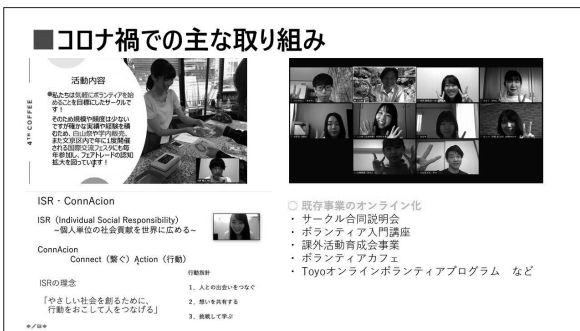 ■コロナ禍での主な取り組み
4TH COFFEE
活動内容
●私たちは気軽にボランティアを始
めることを目標にしたサークルで
す！
そのため規模や頻度は少ない
ですが確かな実績や経験を積
むため、白山祭や学内販売、
また文京区内で年に1度開催
される国際交流フェスタにも毎
年参加し、フェアトレードの認知
拡大を図っています！
ISR - ConnAcion
ISR（Individual Social Responsibility）
~個人単位の社会貢献を世界に広める~
ConnAcion
Connect（繋ぐ）Action（行動）
ISRの理念
「やさしい社会を創るために、
行動をおこして人をつなげる」
行動指針
1、人との出会いをつなぐ
2、想いを共有する
3、挑戦して学ぶ
○ 既存事業のオンライン化
・ サークル合同説明会
・ ボランティア入門講座
・ 課外活動育成会事業
・ ボランティアカフェ
・ Toyoオンラインボランティアプログラム　など